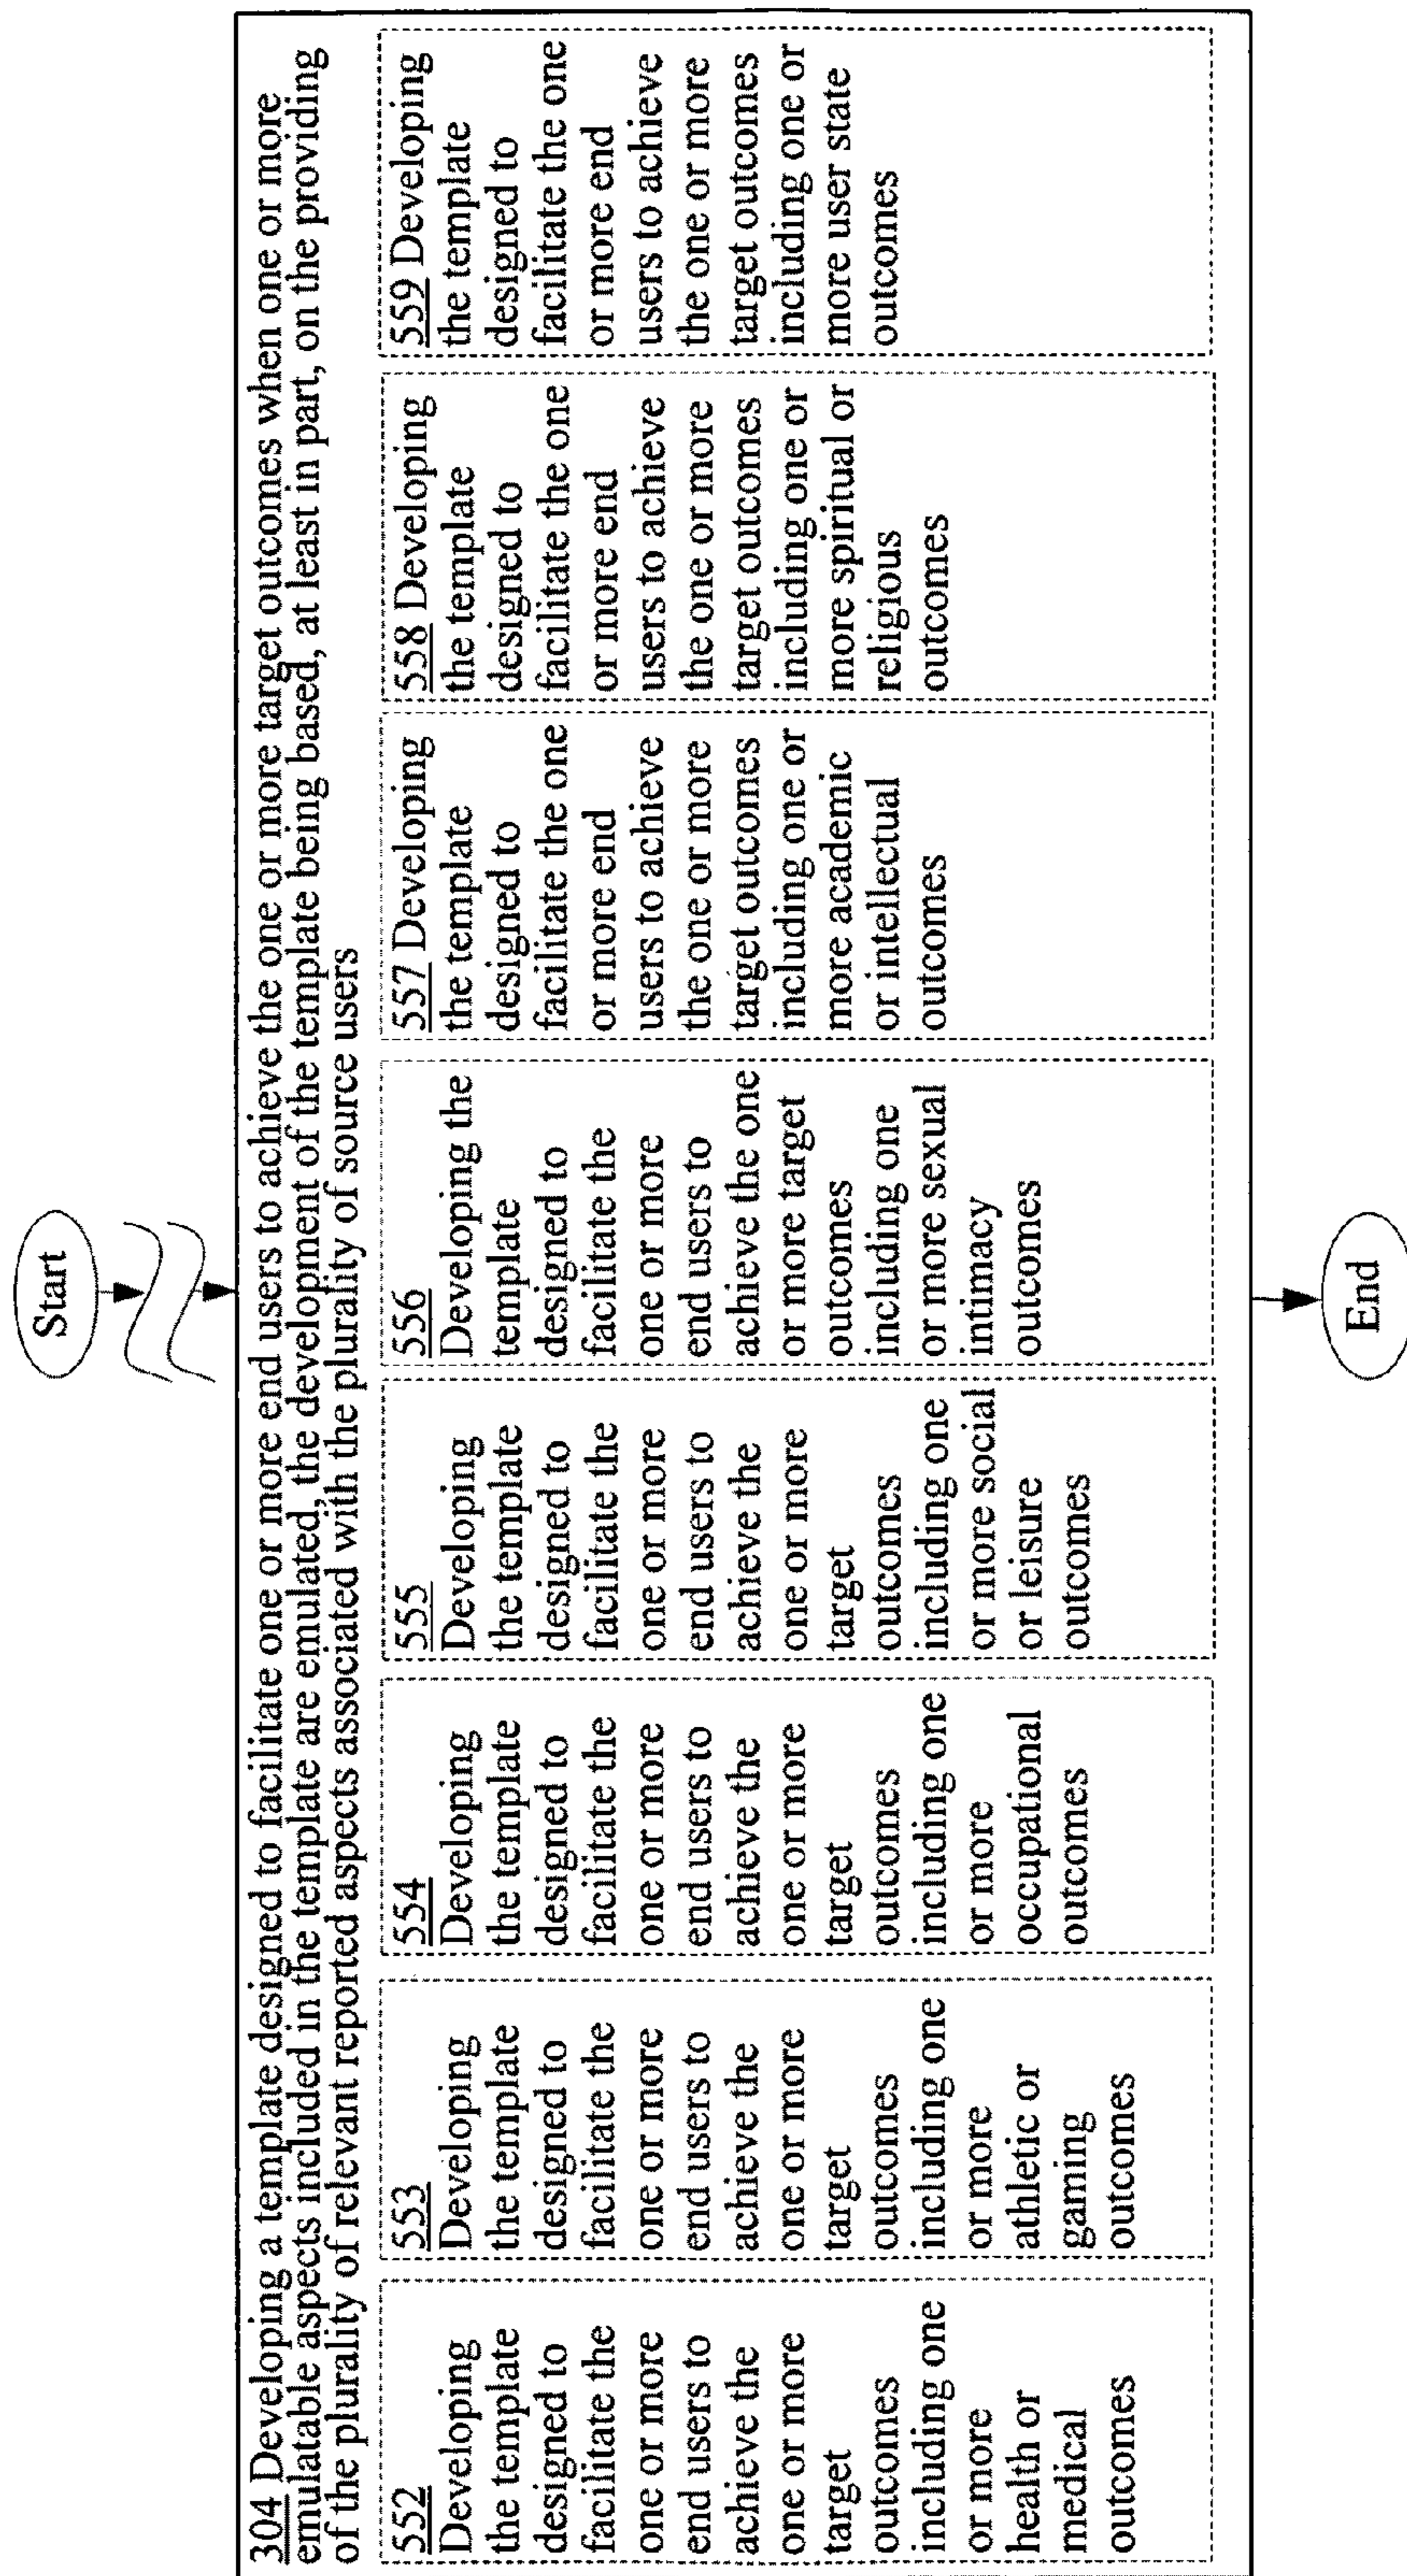 Start
304 Developing a template designed to facilitate one or more end users to achieve the one or more target outcomes when one or more
emulatable aspects included in the template are emulated, the development of the template being based, at least in part, on the providing
of the plurality of relevant reported aspects associated with the plurality of source users
552
Developing
the template
designed to
facilitate the
one or more
end users to
achieve the
one or more
target
outcomes
including one
or more
health or
medical
outcomes
553
Developing
the template
designed to
facilitate the
one or more
end users to
achieve the
one or more
target
outcomes
including one
or more
athletic or
gaming
outcomes
554
Developing
the template
designed to
facilitate the
one or more
end users to
achieve the
one or more
target
outcomes
including one
or more
occupational
outcomes
555
Developing
the template
designed to
facilitate the
one or more
end users to
achieve the
one or more
target
outcomes
including one
or more social
or leisure
outcomes
556
Developing the
template
designed to
facilitate the
one or more
end users to
achieve the one
or more target
outcomes
including one
or more sexual
intimacy
outcomes
557 Developing
the template
designed to
facilitate the one
or more end
users to achieve
the one or more
target outcomes
including one or
more academic
or intellectual
outcomes
558 Developing
the template
designed to
facilitate the one
or more end
users to achieve
the one or more
target outcomes
including one or
more spiritual or
religious
outcomes
559 Developing
the template
designed to
facilitate the one
or more end
users to achieve
the one or more
target outcomes
including one or
more user state
outcomes
End